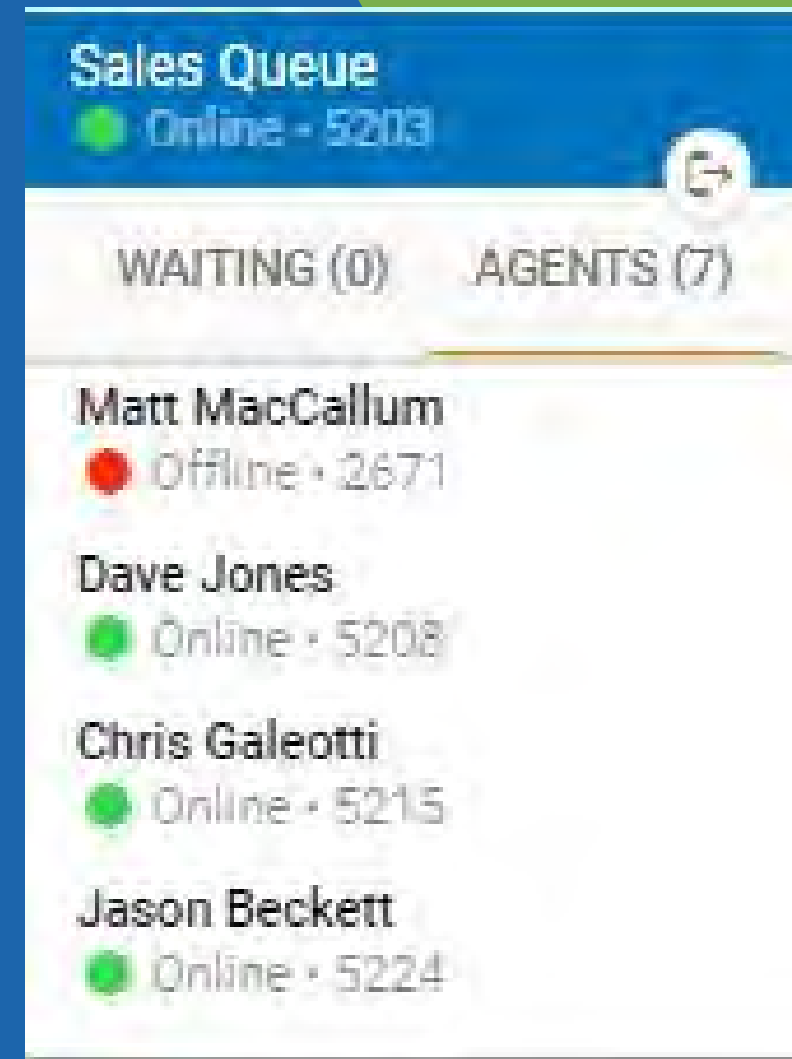 Sales Queue
Online • 5203
WAITING (0) AGENTS (7)
Matt MacCallum
Offline • 2671
Dave Jones
Online • 5208
Chris Galeotti
Online • 5215
Jason Beckett
Online • 5224